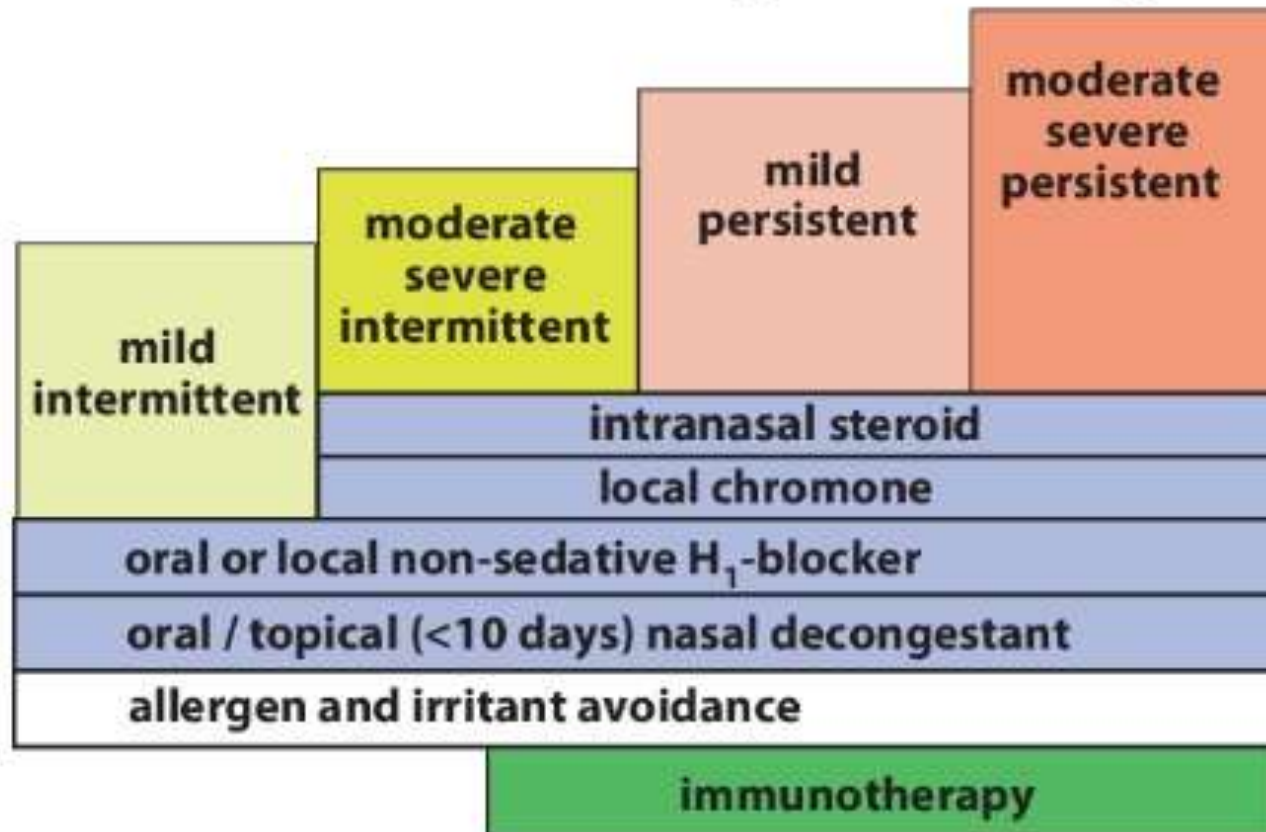 mild
intermittent
moderate
severe
intermittent
mild
persistent
moderate
severe
persistent
intranasal steroid
local chromone
oral or local non-sedative H₁-blocker
oral / topical (<10 days) nasal decongestant
allergen and irritant avoidance
immunotherapy